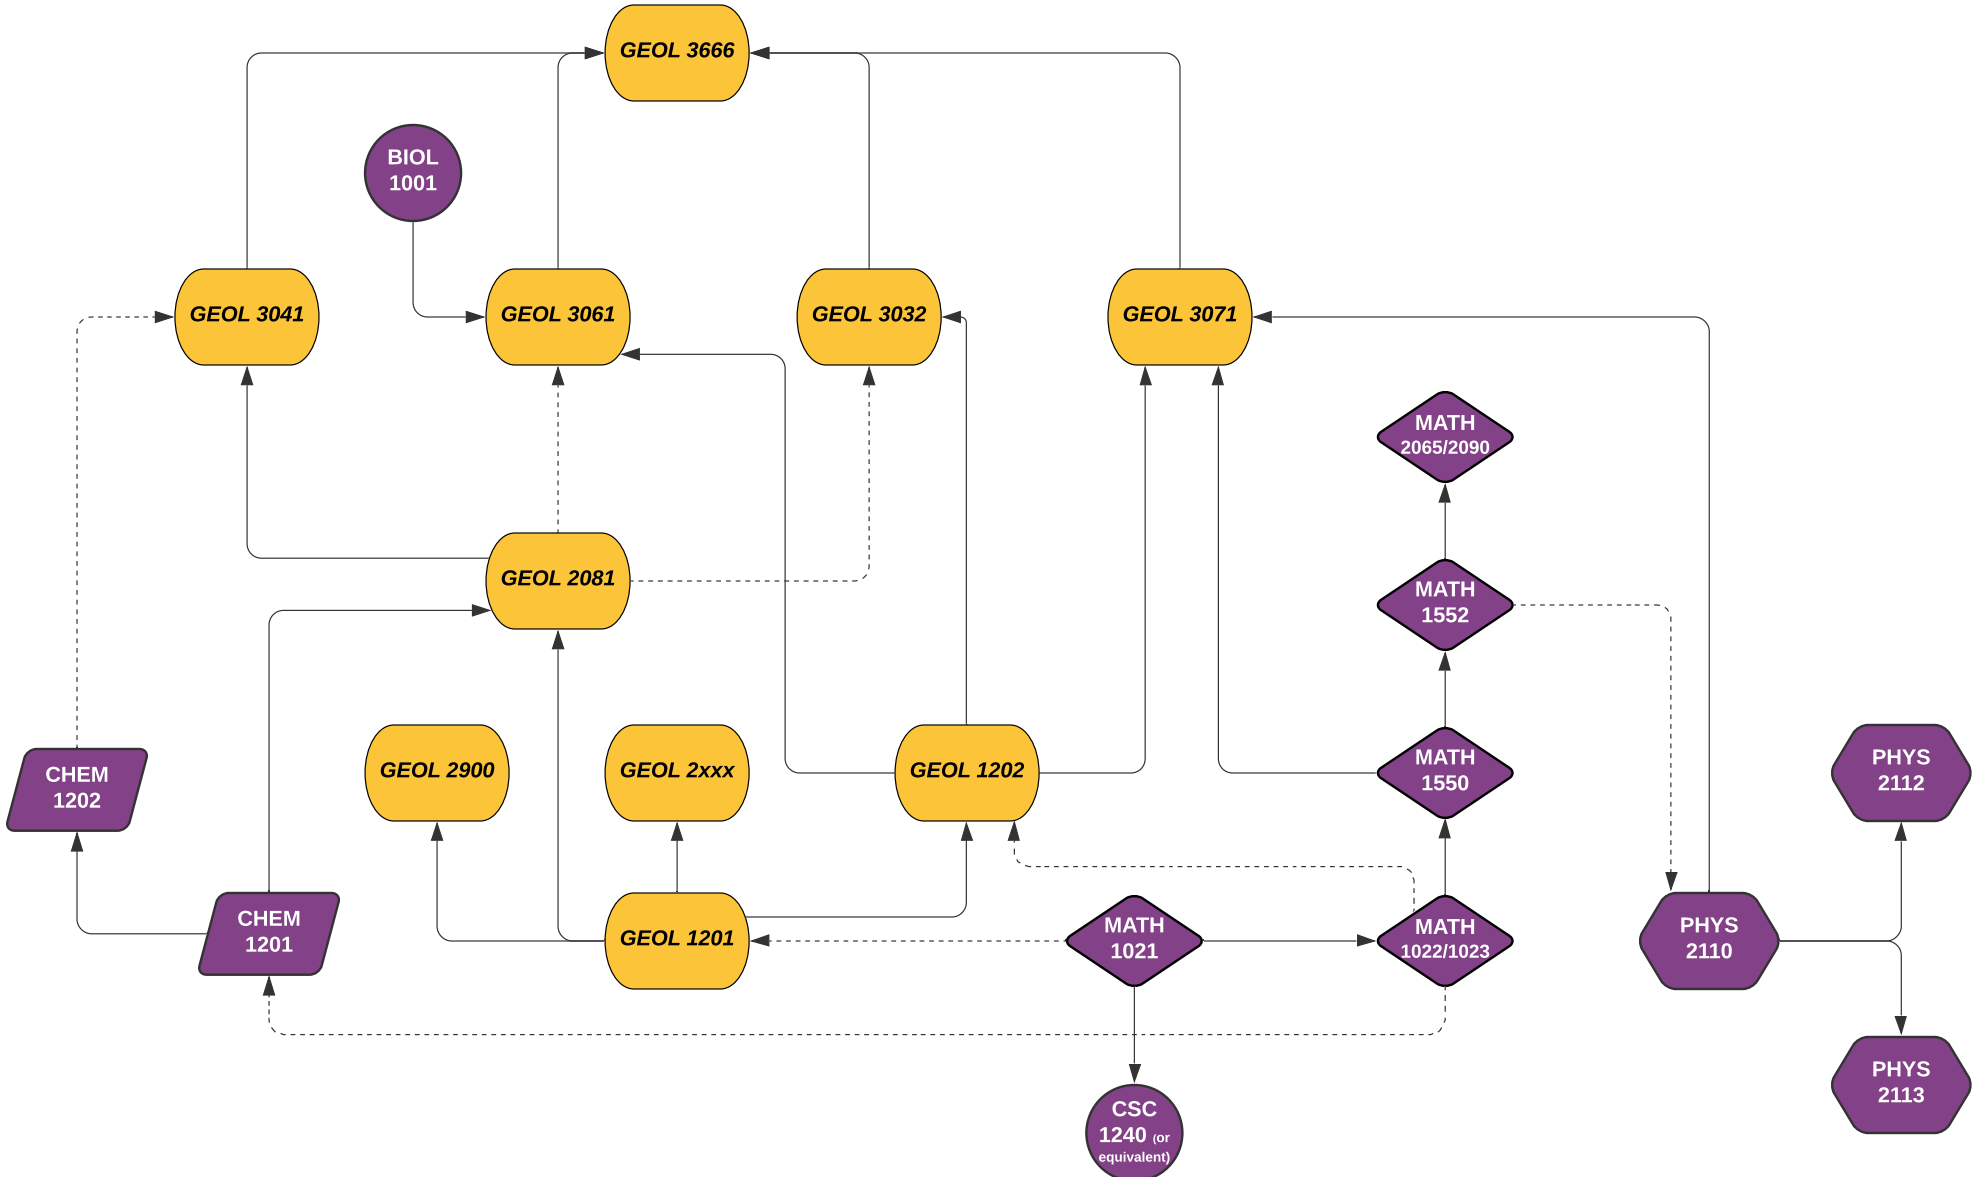 GEOL 3666
BIOL
1001
GEOL 3041
GEOL 3061
GEOL 3032
GEOL 3071
MATH
2065/2090
GEOL 2081
MATH
1552
CHEM
1202
GEOL 2900
GEOL 2xxx
GEOL 1202
MATH
1550
PHYS
2112
CHEM
1201
GEOL 1201
MATH
1021
MATH
1022/1023
PHYS
2110
CSC
1240 (or
equivalent)
PHYS
2113